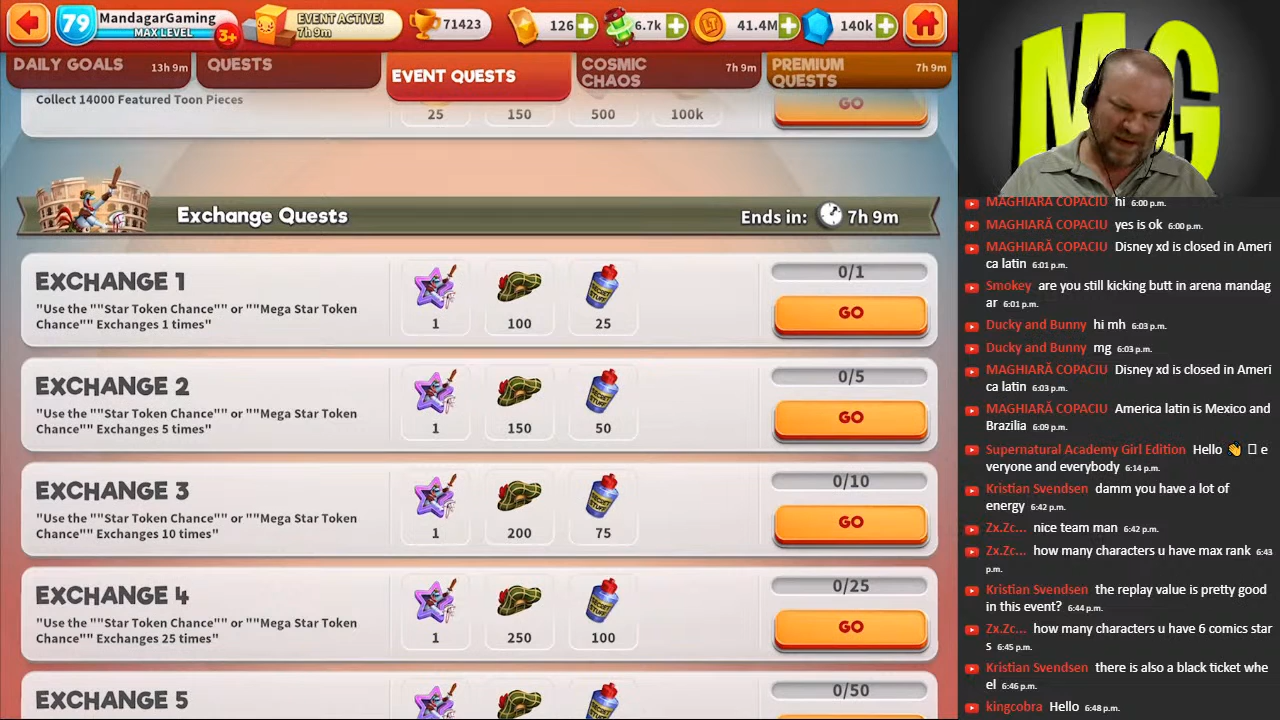 79
MandagarGaming
MAX LEVEL
3+
EVENT ACTIVE!
7h 9m
71423
126
6.7k
41.4M
140k
DAILY GOALS
13h 9m
QUESTS
EVENT QUESTS
COSMIC
CHAOS
7h 9m
PREMIUM
QUESTS
7h 9m
Collect 14000 Featured Toon Pieces
25
150
500
100k
GO
Exchange Quests
Ends in:
7h 9m
EXCHANGE 1
"Use the ""Star Token Chance"" or ""Mega Star Token
Chance"" Exchanges 1 times"
1
100
25
0/1
GO
EXCHANGE 2
"Use the ""Star Token Chance"" or ""Mega Star Token
Chance"" Exchanges 5 times"
1
150
50
0/5
GO
EXCHANGE 3
"Use the ""Star Token Chance"" or ""Mega Star Token
Chance"" Exchanges 10 times"
1
200
75
0/10
GO
EXCHANGE 4
"Use the ""Star Token Chance"" or ""Mega Star Token
Chance"" Exchanges 25 times"
1
250
100
0/25
GO
EXCHANGE 5
0/50
MG
MAGHIARĂ COPACIU hi 6:00 p.m.
MAGHIARĂ COPACIU yes is ok 6:00 p.m.
MAGHIARĂ COPACIU Disney xd is closed in Ameri
ca latin 6:01 p.m.
Smokey are you still kicking butt in arena mandag
ar 6:01 p.m.
Ducky and Bunny hi mh 6:03 p.m.
Ducky and Bunny mg 6:03 p.m.
MAGHIARĂ COPACIU Disney xd is closed in Ameri
ca latin 6:03 p.m.
MAGHIARĂ COPACIU America latin is Mexico and
Brazilia 6:09 p.m.
Supernatural Academy Girl Edition Hello 👋 e
veryone and everybody 6:14 p.m.
Kristian Svendsen damm you have a lot of
energy 6:42 p.m.
Zx.Zc... nice team man 6:42 p.m.
Zx.Zc... how many characters u have max rank 6:43
p.m.
Kristian Svendsen the replay value is pretty good
in this event? 6:44 p.m.
Zx.Zc... how many characters u have 6 comics star
s 6:45 p.m.
Kristian Svendsen there is also a black ticket whe
el 6:46 p.m.
kingcobra Hello 6:48 p.m.